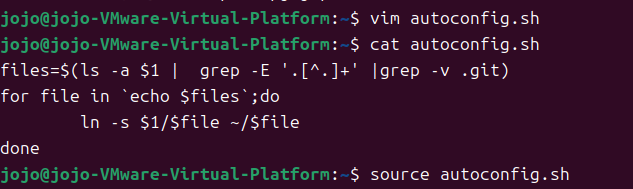 jojo@jojo-VMware-Virtual-Platform:~$ vim autoconfig.sh
jojo@jojo-VMware-Virtual-Platform:~$ cat autoconfig.sh
files=$(ls -a $1 |  grep -E '.[^.]+' |grep -v .git)
for file in `echo $files`;do
        ln -s $1/$file ~/$file
done
jojo@jojo-VMware-Virtual-Platform:~$ source autoconfig.sh